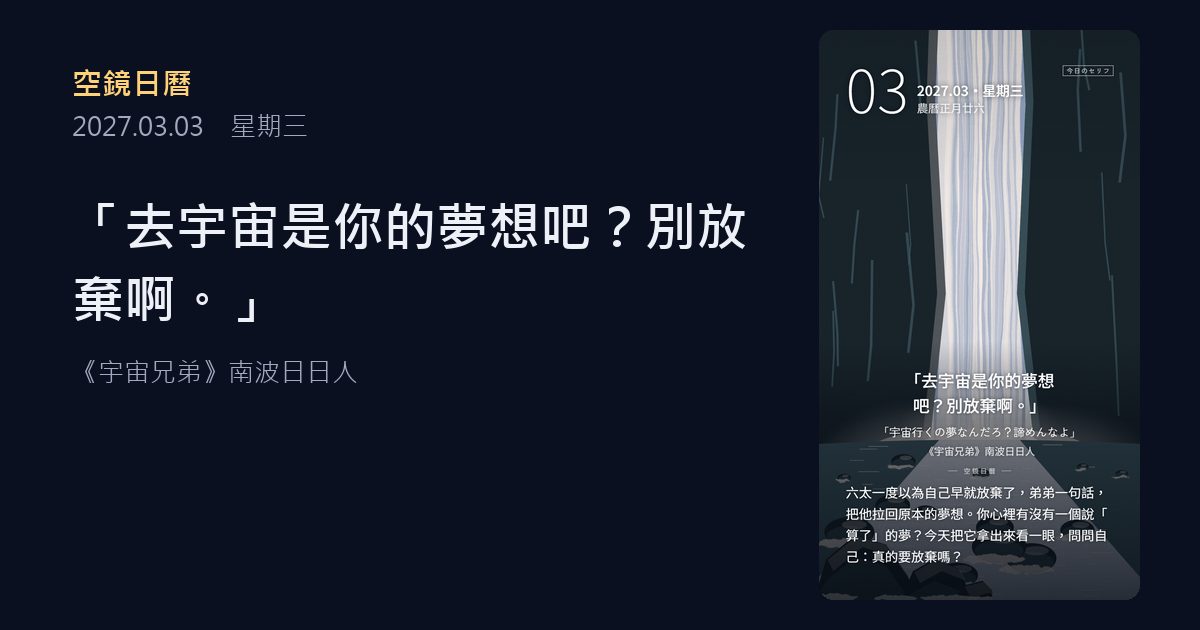 空鏡日曆
2027.03.03 星期三
「去宇宙是你的夢想吧？別放
棄啊。」
《宇宙兄弟》南波日日人
今日のセリフ
03
2027.03・星期三
農曆正月廿六
「去宇宙是你的夢想
吧？別放棄啊。」
「宇宙行くの夢なんだろ？諦めんなよ」
《宇宙兄弟》南波日日人
— 空鏡日曆 —
六太一度以為自己早就放棄了，弟弟一句話，
把他拉回原本的夢想。你心裡有沒有一個說「
算了」的夢？今天把它拿出來看一眼，問問自
己：真的要放棄嗎？